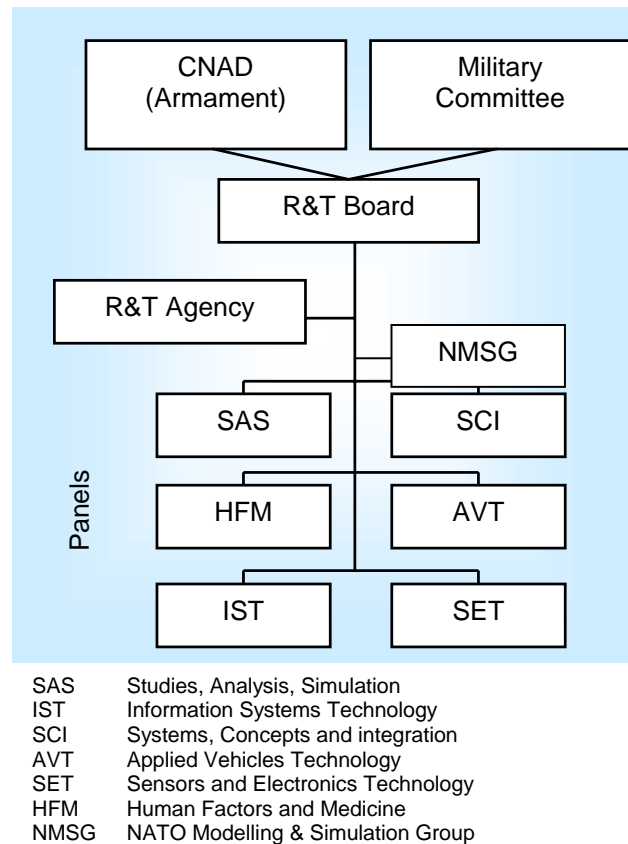 CNAD
(Armament)
Military
Committee
R&T Board
R&T Agency
NMSG
SAS
SCI
Panels
HFM
AVT
IST
SET
SAS Studies, Analysis, Simulation
IST Information Systems Technology
SCI Systems, Concepts and integration
AVT Applied Vehicles Technology
SET Sensors and Electronics Technology
HFM Human Factors and Medicine
NMSG NATO Modelling & Simulation Group